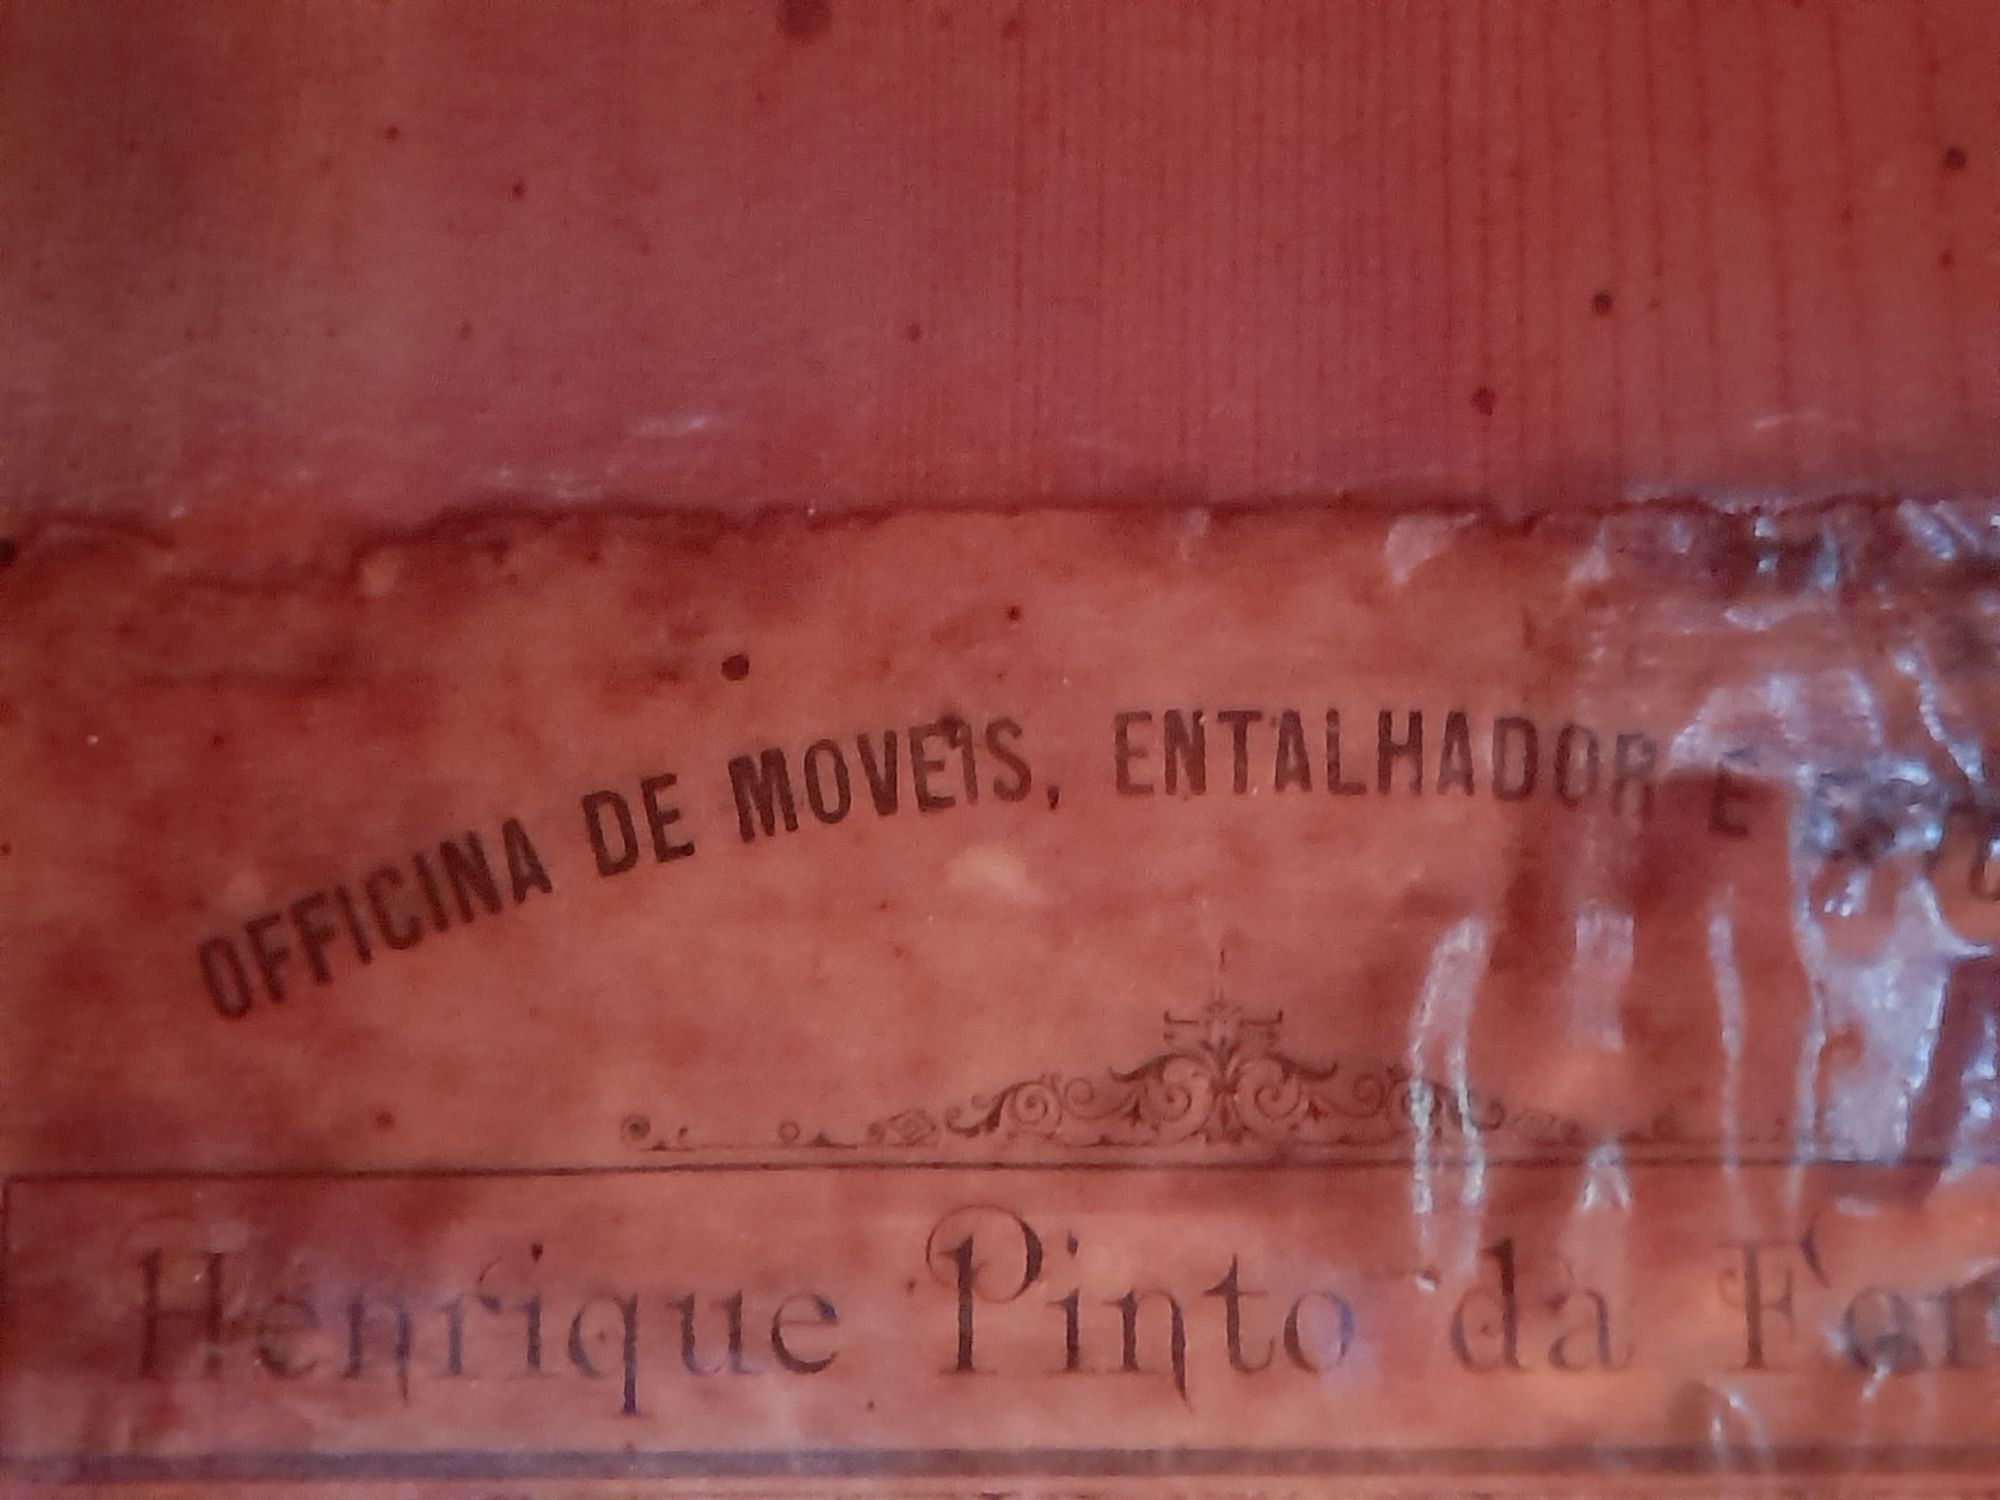 OFFICINA DE MOVEIS, ENTALHADOR E
Henrique Pinto da